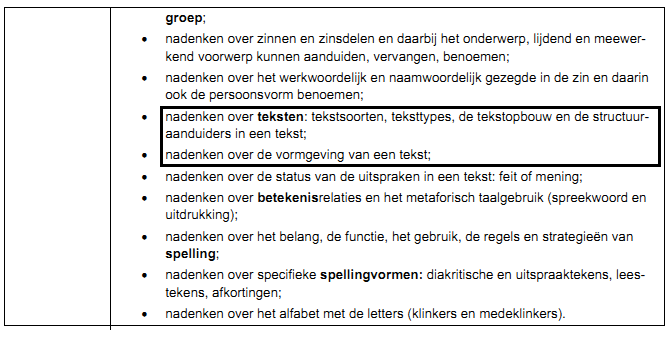 groep;
• nadenken over zinnen en zinsdelen en daarbij het onderwerp, lijdend en meewer-
kend voorwerp kunnen aanduiden, vervangen, benoemen;
• nadenken over het werkwoordelijk en naamwoordelijk gezegde in de zin en daarin
ook de persoonsvorm benoemen;
• nadenken over teksten: tekstsoorten, teksttypes, de tekstopbouw en de structuur-
aanduiders in een tekst;
• nadenken over de vormgeving van een tekst;
• nadenken over de status van de uitspraken in een tekst: feit of mening;
• nadenken over betekenisrelaties en het metaforisch taalgebruik (spreekwoord en
uitdrukking);
• nadenken over het belang, de functie, het gebruik, de regels en strategieën van
spelling;
• nadenken over specifieke spellingvormen: diakritische en uitspraaktekens, lees-
tekens, afkortingen;
• nadenken over het alfabet met de letters (klinkers en medeklinkers).